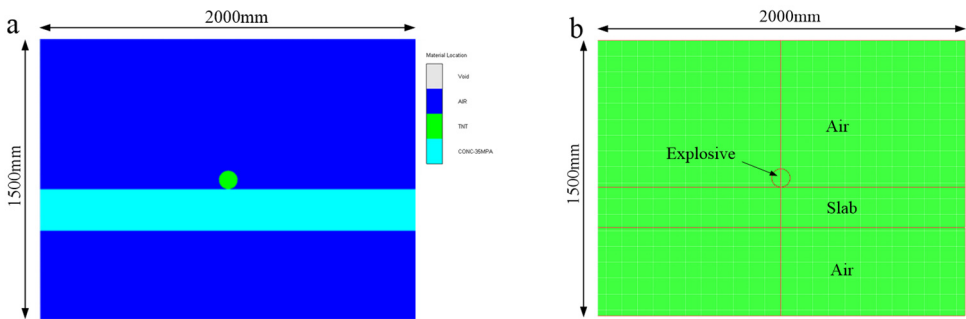 a
2000mm
1500mm
Material Location
Void
AIR
TNT
CONC-35MPA
b
2000mm
1500mm
Air
Explosive
Slab
Air